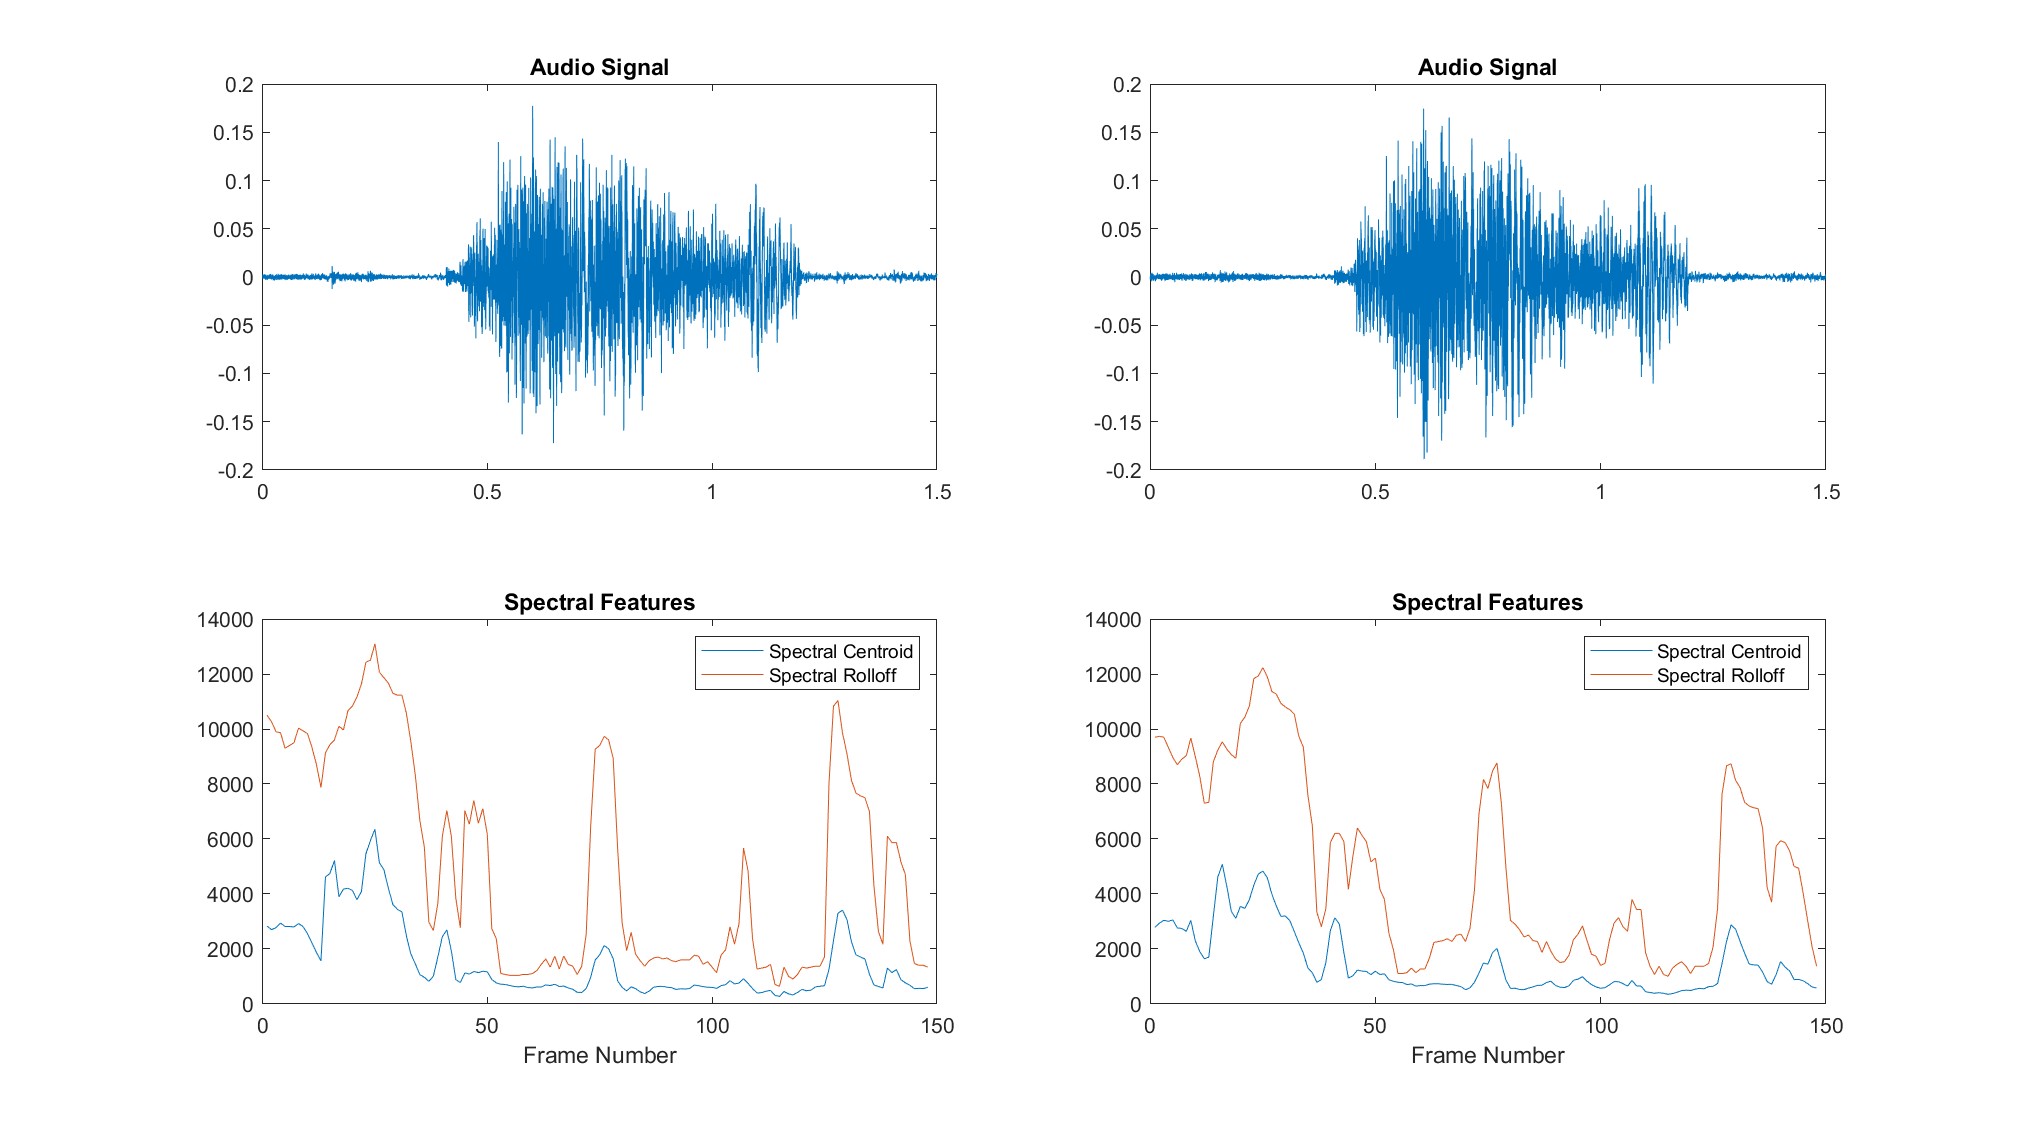 Audio Signal
0.2
0.15
0.1
0.05
0
-0.05
-0.1
-0.15
-0.2
0 0.5 1 1.5
Audio Signal
0.2
0.15
0.1
0.05
0
-0.05
-0.1
-0.15
-0.2
0 0.5 1 1.5
Spectral Features
14000
12000
10000
8000
6000
4000
2000
0
Spectral Centroid
Spectral Rolloff
0 50 100 150
Frame Number
Spectral Features
14000
12000
10000
8000
6000
4000
2000
0
Spectral Centroid
Spectral Rolloff
0 50 100 150
Frame Number